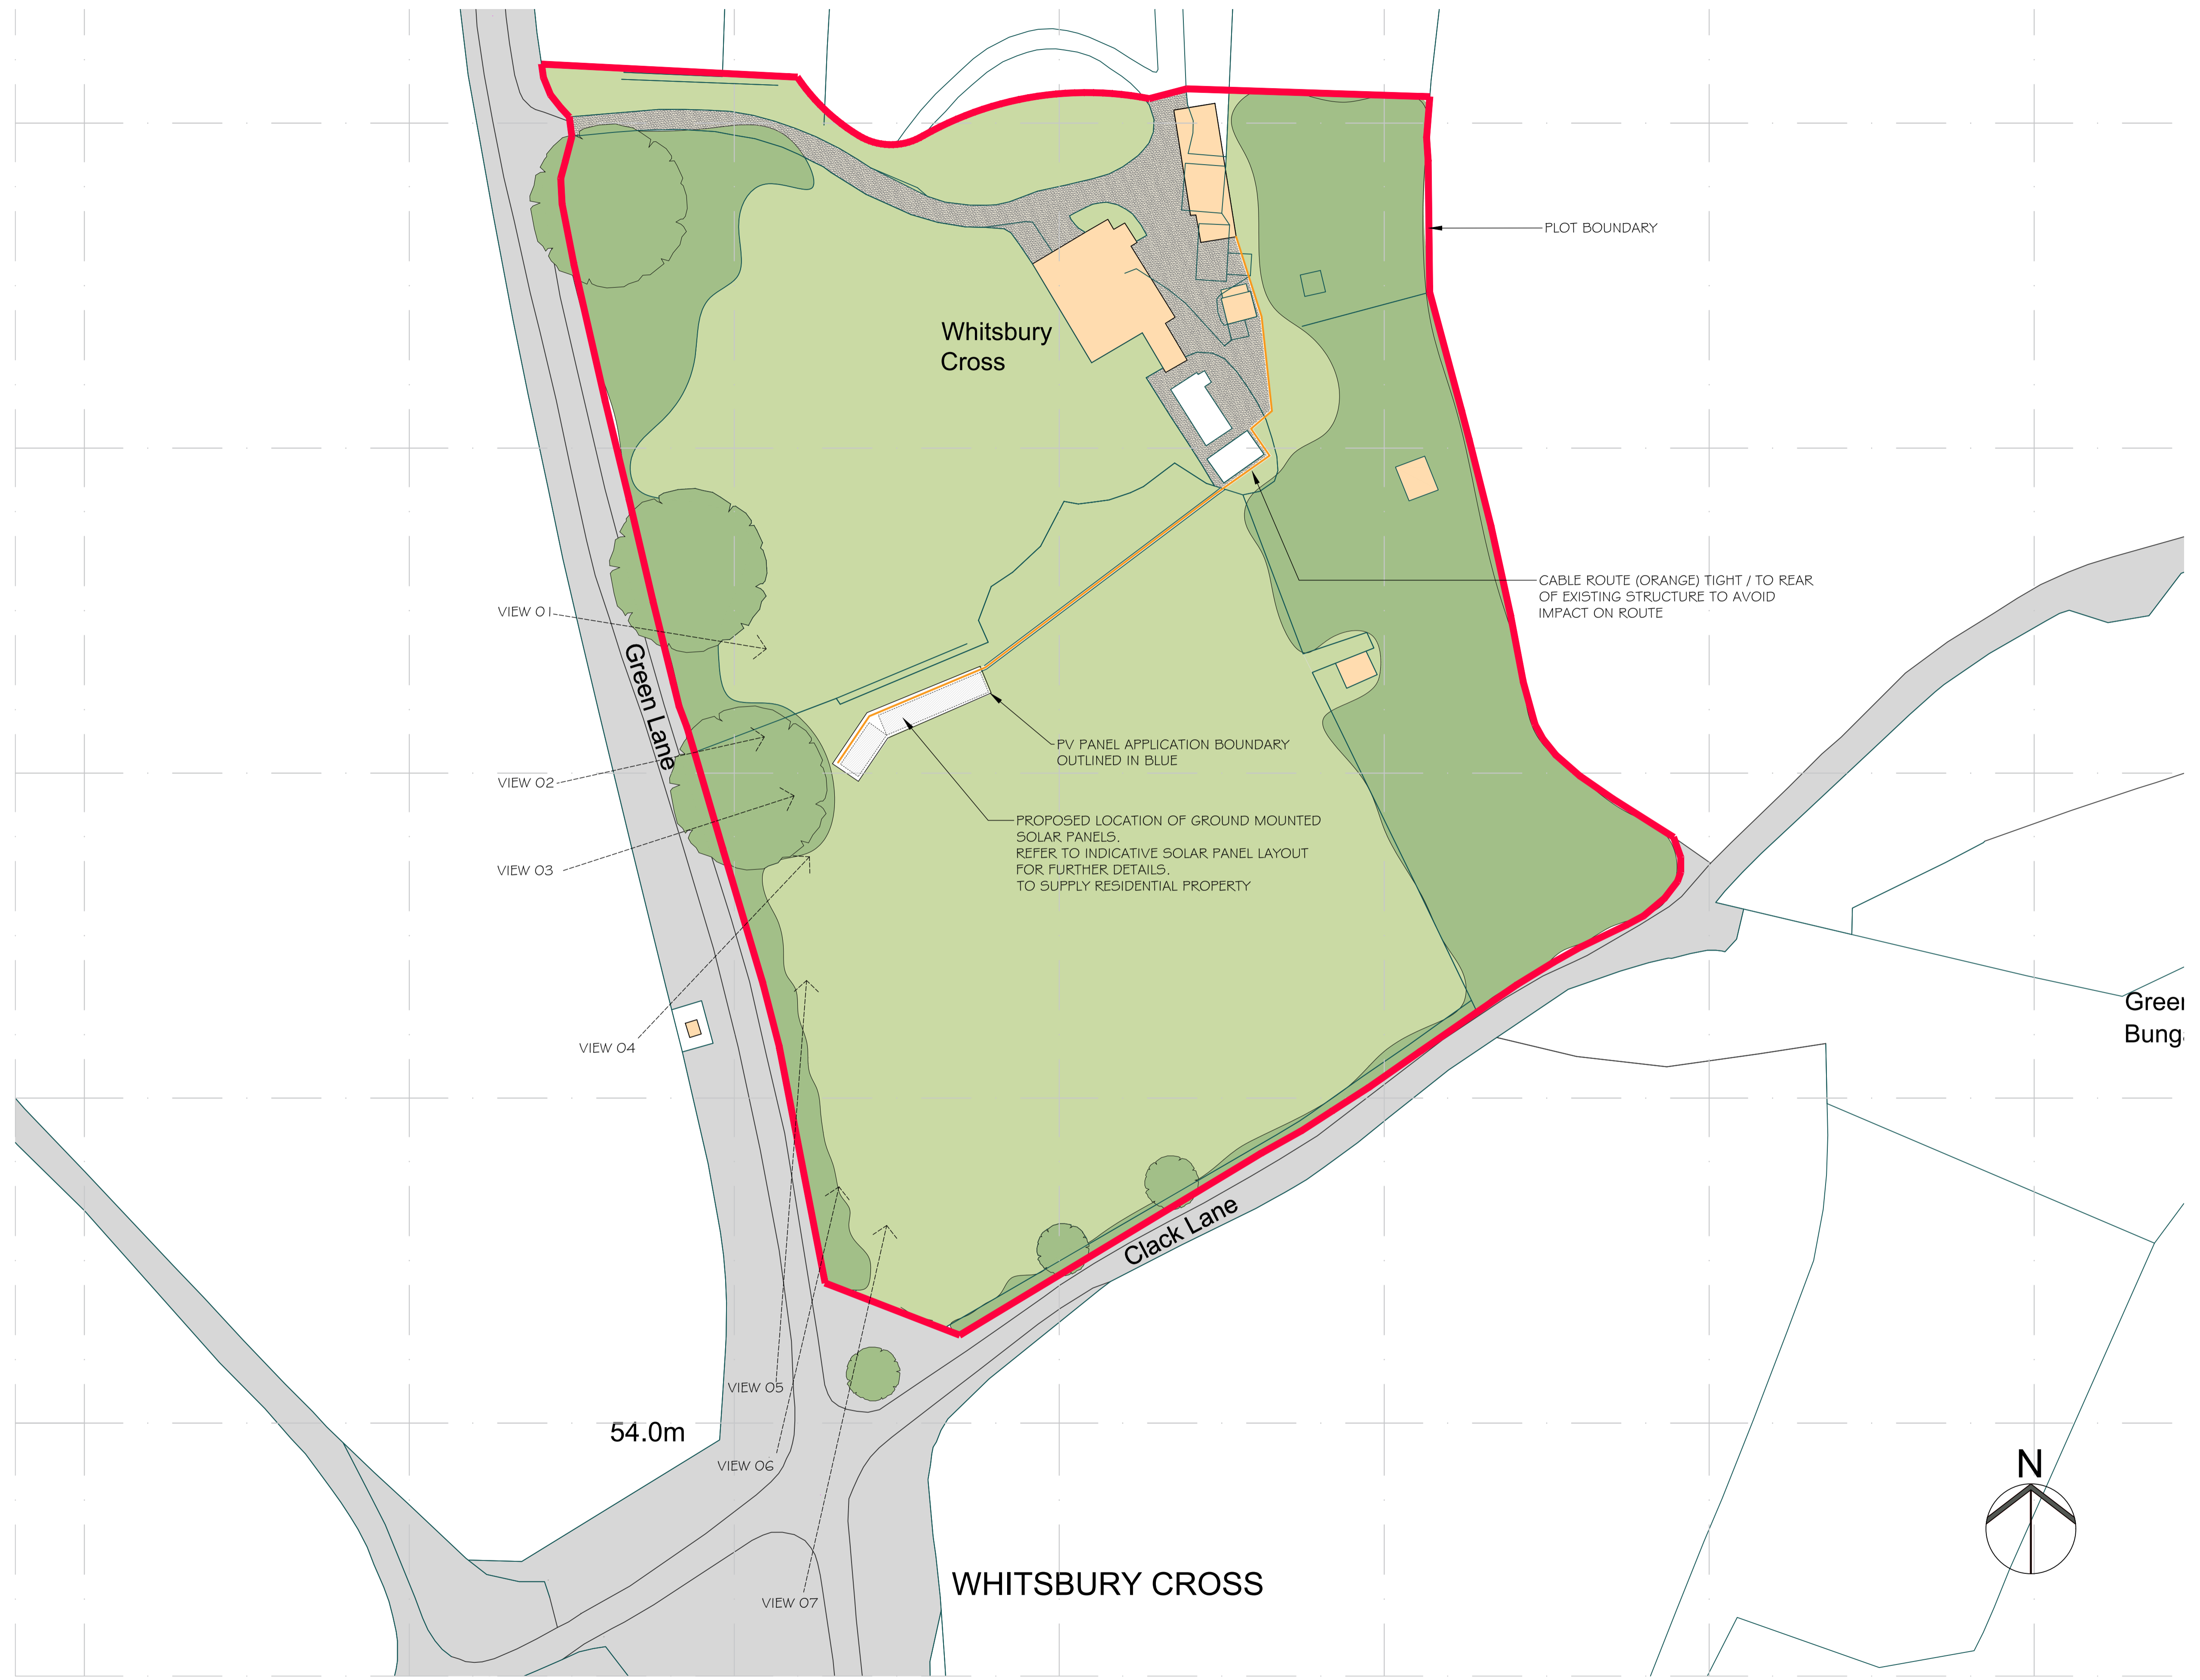 PLOT BOUNDARY
Whitsbury
Cross
CABLE ROUTE (ORANGE) TIGHT / TO REAR
OF EXISTING STRUCTURE TO AVOID
IMPACT ON ROUTE
VIEW 01
Green Lane
PV PANEL APPLICATION BOUNDARY
OUTLINED IN BLUE
VIEW 02
PROPOSED LOCATION OF GROUND MOUNTED
SOLAR PANELS.
REFER TO INDICATIVE SOLAR PANEL LAYOUT
FOR FURTHER DETAILS.
TO SUPPLY RESIDENTIAL PROPERTY
VIEW 03
Green
Bunga
VIEW 04
Clack Lane
VIEW 05
54.0m
VIEW 06
N
WHITSBURY CROSS
VIEW 07